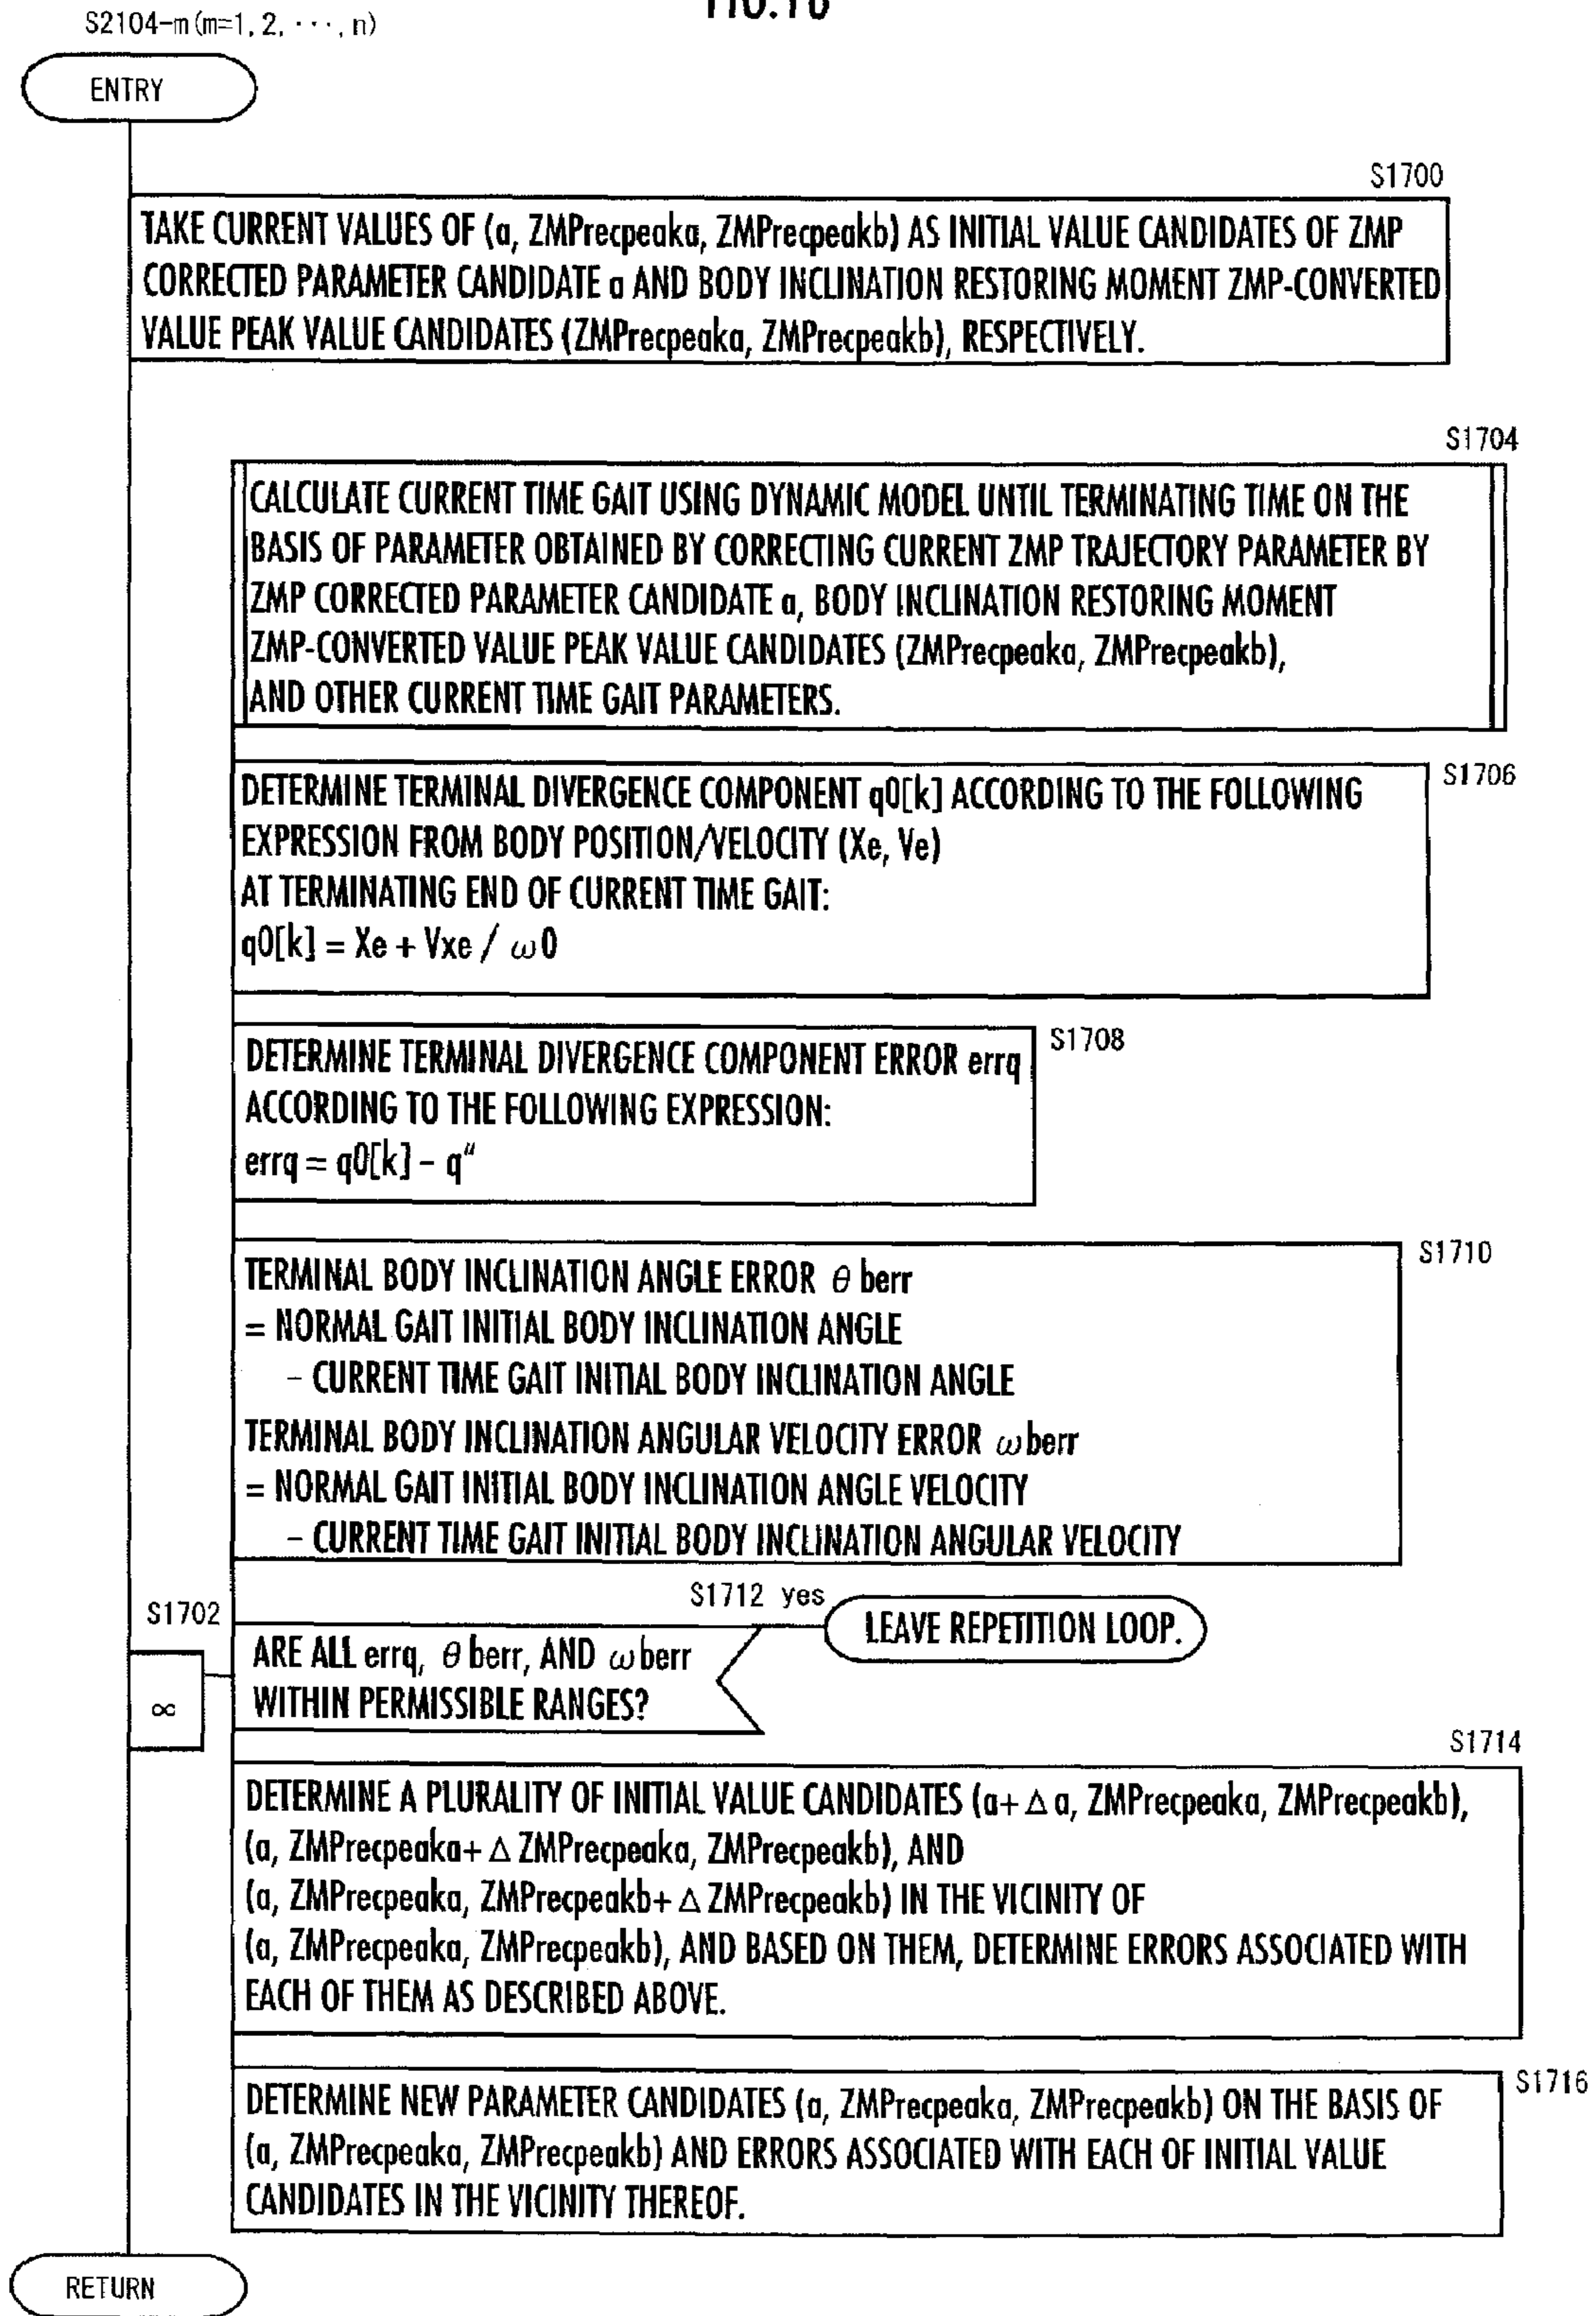 S2104-m(m=1, 2, ･･･, n)
ENTRY
S1700
TAKE CURRENT VALUES OF (a, ZMPrecpeaka, ZMPrecpeakb) AS INITIAL VALUE CANDIDATES OF ZMP
CORRECTED PARAMETER CANDIDATE a AND BODY INCLINATION RESTORING MOMENT ZMP-CONVERTED
VALUE PEAK VALUE CANDIDATES (ZMPrecpeaka, ZMPrecpeakb), RESPECTIVELY.
S1704
CALCULATE CURRENT TIME GAIT USING DYNAMIC MODEL UNTIL TERMINATING TIME ON THE
BASIS OF PARAMETER OBTAINED BY CORRECTING CURRENT ZMP TRAJECTORY PARAMETER BY
ZMP CORRECTED PARAMETER CANDIDATE a, BODY INCLINATION RESTORING MOMENT
ZMP-CONVERTED VALUE PEAK VALUE CANDIDATES (ZMPrecpeaka, ZMPrecpeakb),
AND OTHER CURRENT TIME GAIT PARAMETERS.
S1706
DETERMINE TERMINAL DIVERGENCE COMPONENT q0[k] ACCORDING TO THE FOLLOWING
EXPRESSION FROM BODY POSITION/VELOCITY (Xe, Ve)
AT TERMINATING END OF CURRENT TIME GAIT:
q0[k] = Xe + Vxe / ω0
S1708
DETERMINE TERMINAL DIVERGENCE COMPONENT ERROR errq
ACCORDING TO THE FOLLOWING EXPRESSION:
errq = q0[k] - q"
S1710
TERMINAL BODY INCLINATION ANGLE ERROR θberr
= NORMAL GAIT INITIAL BODY INCLINATION ANGLE
- CURRENT TIME GAIT INITIAL BODY INCLINATION ANGLE
TERMINAL BODY INCLINATION ANGULAR VELOCITY ERROR ωberr
= NORMAL GAIT INITIAL BODY INCLINATION ANGLE VELOCITY
- CURRENT TIME GAIT INITIAL BODY INCLINATION ANGULAR VELOCITY
S1702
∞
S1712 yes
LEAVE REPETITION LOOP.
ARE ALL errq, θberr, AND ωberr
WITHIN PERMISSIBLE RANGES?
S1714
DETERMINE A PLURALITY OF INITIAL VALUE CANDIDATES (a+Δa, ZMPrecpeaka, ZMPrecpeakb),
(a, ZMPrecpeaka+ΔZMPrecpeaka, ZMPrecpeakb), AND
(a, ZMPrecpeaka, ZMPrecpeakb+ΔZMPrecpeakb) IN THE VICINITY OF
(a, ZMPrecpeaka, ZMPrecpeakb), AND BASED ON THEM, DETERMINE ERRORS ASSOCIATED WITH
EACH OF THEM AS DESCRIBED ABOVE.
S1716
DETERMINE NEW PARAMETER CANDIDATES (a, ZMPrecpeaka, ZMPrecpeakb) ON THE BASIS OF
(a, ZMPrecpeaka, ZMPrecpeakb) AND ERRORS ASSOCIATED WITH EACH OF INITIAL VALUE
CANDIDATES IN THE VICINITY THEREOF.
RETURN